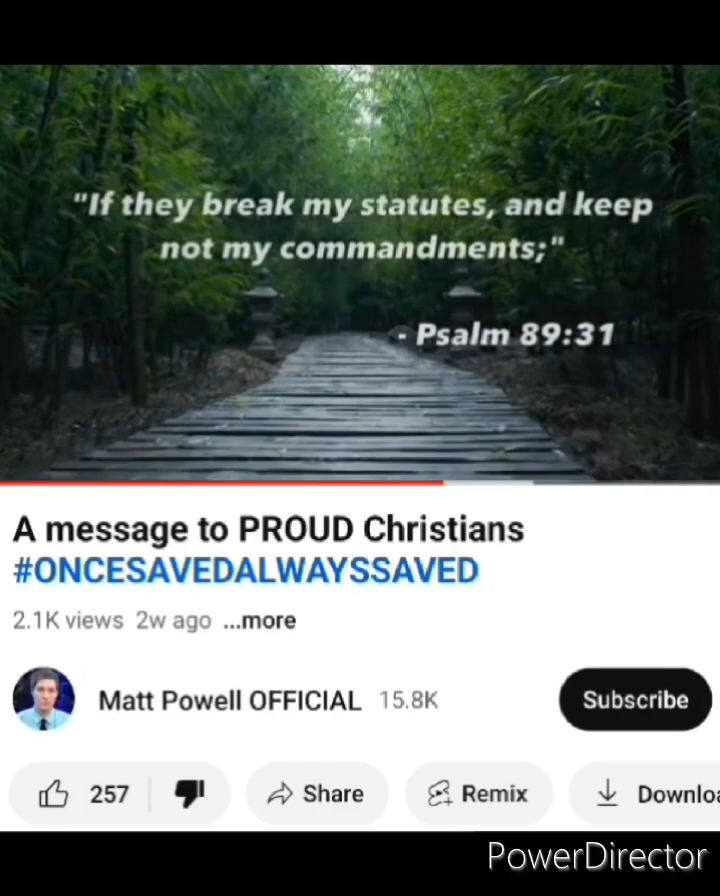 "If they break my statutes, and keep
not my commandments;"
- Psalm 89:31
A message to PROUD Christians
#ONCESAVEDALWAYSSAVED
2.1K views 2w ago ...more
Matt Powell OFFICIAL 15.8K Subscribe
257 Share Remix Downloa
PowerDirector